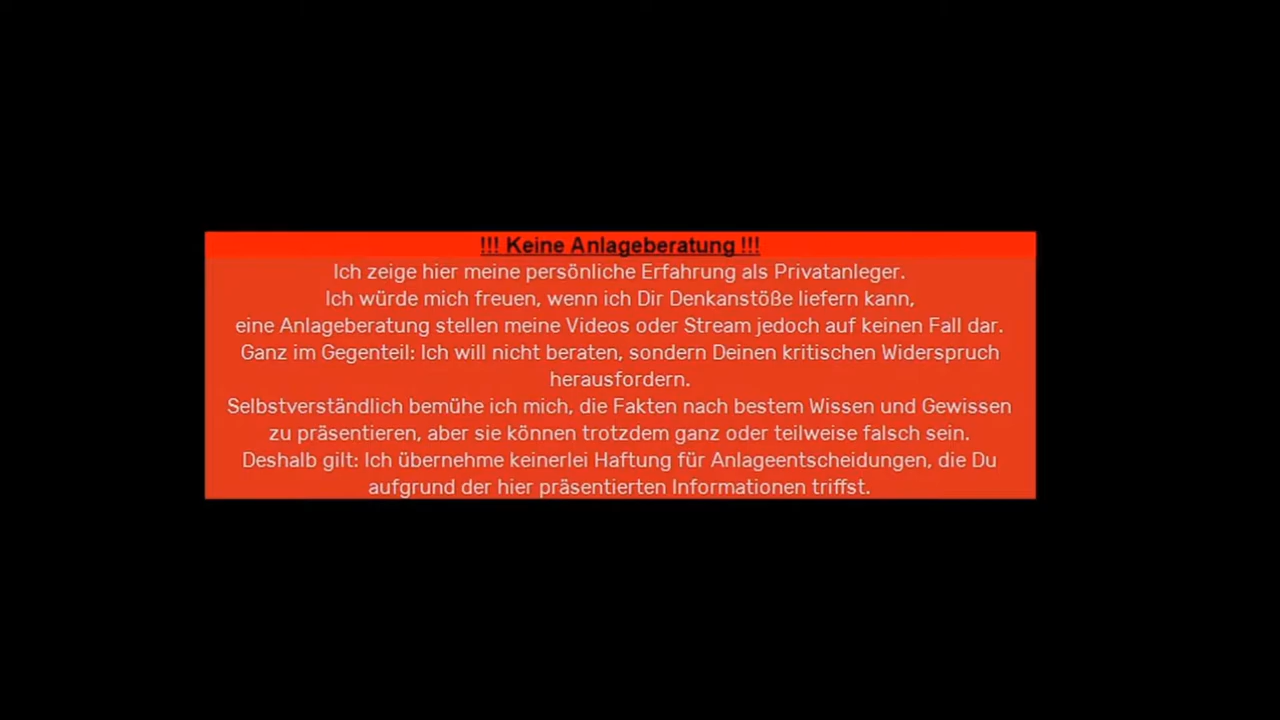 !!! Keine Anlageberatung !!!
Ich zeige hier meine persönliche Erfahrung als Privatanleger.
Ich würde mich freuen, wenn ich Dir Denkanstöße liefern kann,
eine Anlageberatung stellen meine Videos oder Stream jedoch auf keinen Fall dar.
Ganz im Gegenteil: Ich will nicht beraten, sondern Deinen kritischen Widerspruch
herausfordern.
Selbstverständlich bemühe ich mich, die Fakten nach bestem Wissen und Gewissen
zu präsentieren, aber sie können trotzdem ganz oder teilweise falsch sein.
Deshalb gilt: Ich übernehme keinerlei Haftung für Anlageentscheidungen, die Du
aufgrund der hier präsentierten Informationen triffst.